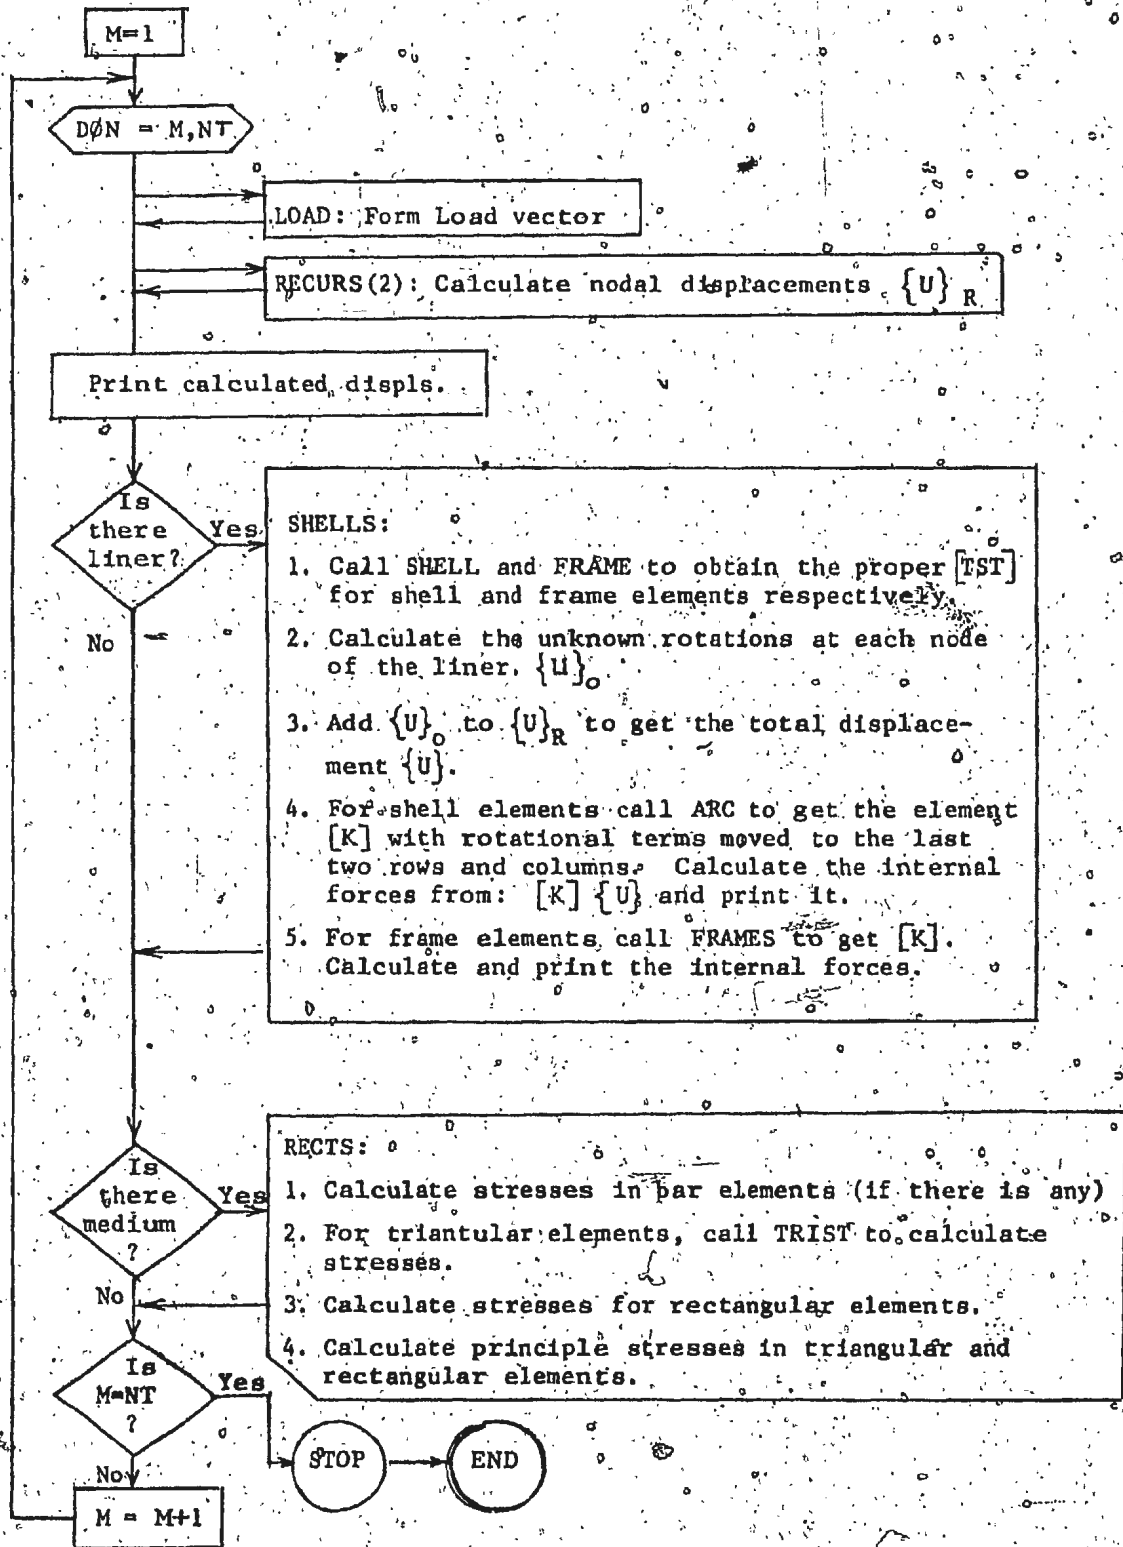 M=1
DØN = M,NT
LOAD: Form Load vector
RECURS(2): Calculate nodal displacements {U}R
Print calculated displs.
Is
there
liner?
Yes
No
SHELLS:
1. Call SHELL and FRAME to obtain the proper [TST]
for shell and frame elements respectively.
2. Calculate the unknown rotations at each node
of the liner. {U}o
3. Add {U}o to {U}R to get the total displace-
ment {U}.
4. For shell elements call ARC to get the element
[K] with rotational terms moved to the last
two rows and columns. Calculate the internal
forces from: [K] {U} and print it.
5. For frame elements call FRAMES to get [K].
Calculate and print the internal forces.
Is
there
medium
?
Yes
No
RECTS:
1. Calculate stresses in bar elements (if there is any)
2. For triantular elements, call TRIST to calculate
stresses.
3. Calculate stresses for rectangular elements.
4. Calculate principle stresses in triangular and
rectangular elements.
Is
M=NT
?
Yes
No
STOP
END
M = M+1